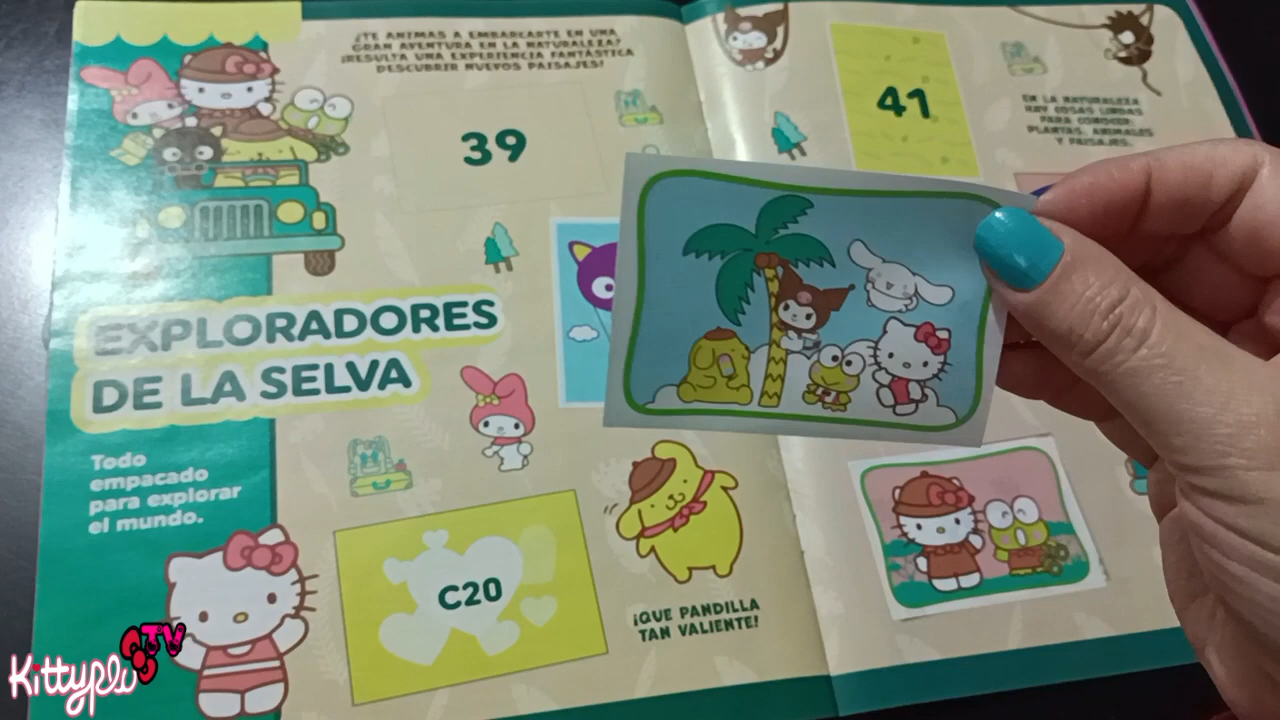 ¿TE ANIMAS A EMBARCARTE EN UNA
GRAN AVENTURA EN LA NATURALEZA?
¡RESULTA UNA EXPERIENCIA FANTÁSTICA
DESCUBRIR NUEVOS PAISAJES!
39
41
EN LA NATURALEZA
HAY COSAS LINDAS
PARA CONOCER:
PLANTAS, ANIMALES
Y PAISAJES.
EXPLORADORES
DE LA SELVA
Todo
empacado
para explorar
el mundo.
C20
¡QUE PANDILLA
TAN VALIENTE!
Kittyplu TV